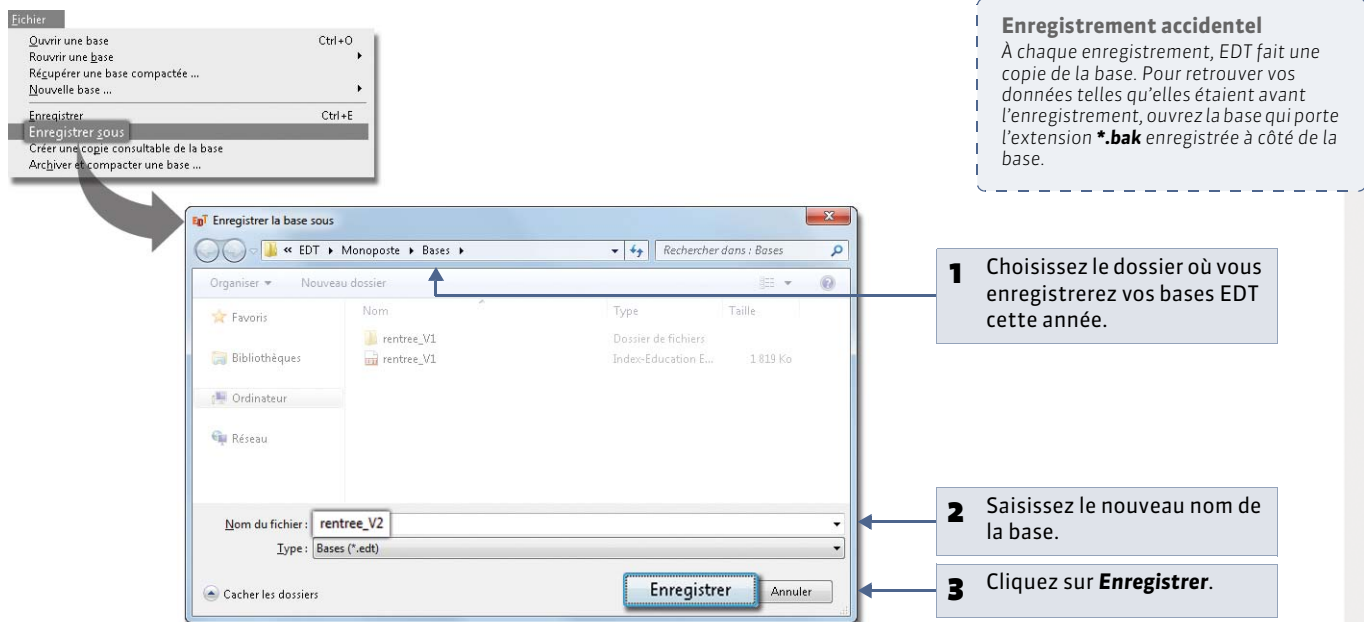 Fichier
Ouvrir une base Ctrl+O
Rouvrir une base
Récupérer une base compactée ...
Nouvelle base ...
Enregistrer Ctrl+E
Enregistrer sous
Créer une copie consultable de la base
Archiver et compacter une base ...
Enregistrement accidentel
À chaque enregistrement, EDT fait une
copie de la base. Pour retrouver vos
données telles qu'elles étaient avant
l'enregistrement, ouvrez la base qui porte
l'extension *.bak enregistrée à côté de la
base.
EDT Enregistrer la base sous
« EDT Monoposte Bases
Rechercher dans : Bases
Organiser Nouveau dossier
Favoris
Bibliothèques
Ordinateur
Réseau
Nom Type Taille
rentree_V1 Dossier de fichiers
rentree_V1 Index-Education E... 1 819 Ko
Nom du fichier : rentree_V2
Type : Bases (*.edt)
Cacher les dossiers
Enregistrer Annuler
1 Choisissez le dossier où vous
enregistrerez vos bases EDT
cette année.
2 Saisissez le nouveau nom de
la base.
3 Cliquez sur Enregistrer.